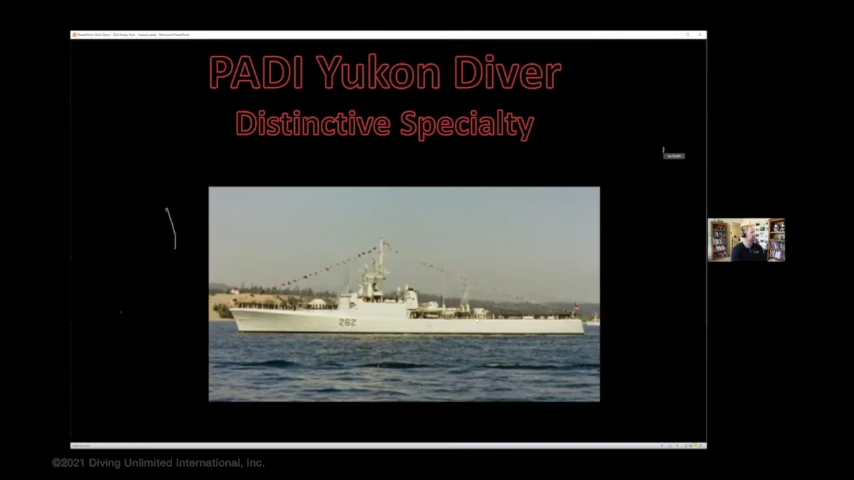 PADI Yukon Diver
Distinctive Specialty
262
©2021 Diving Unlimited International, Inc.